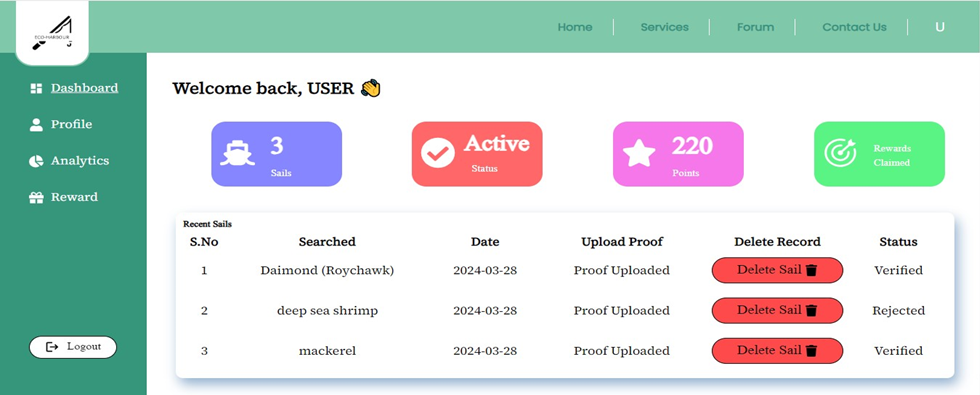 ECO-HARBOUR
Home Services Forum Contact Us U
Dashboard
Profile
Analytics
Reward
Logout
Welcome back, USER 👏
3
Sails
Active
Status
220
Points
Rewards
Claimed
Recent Sails
S.No Searched Date Upload Proof Delete Record Status
1 Daimond (Roychawk) 2024-03-28 Proof Uploaded Delete Sail Verified
2 deep sea shrimp 2024-03-28 Proof Uploaded Delete Sail Rejected
3 mackerel 2024-03-28 Proof Uploaded Delete Sail Verified